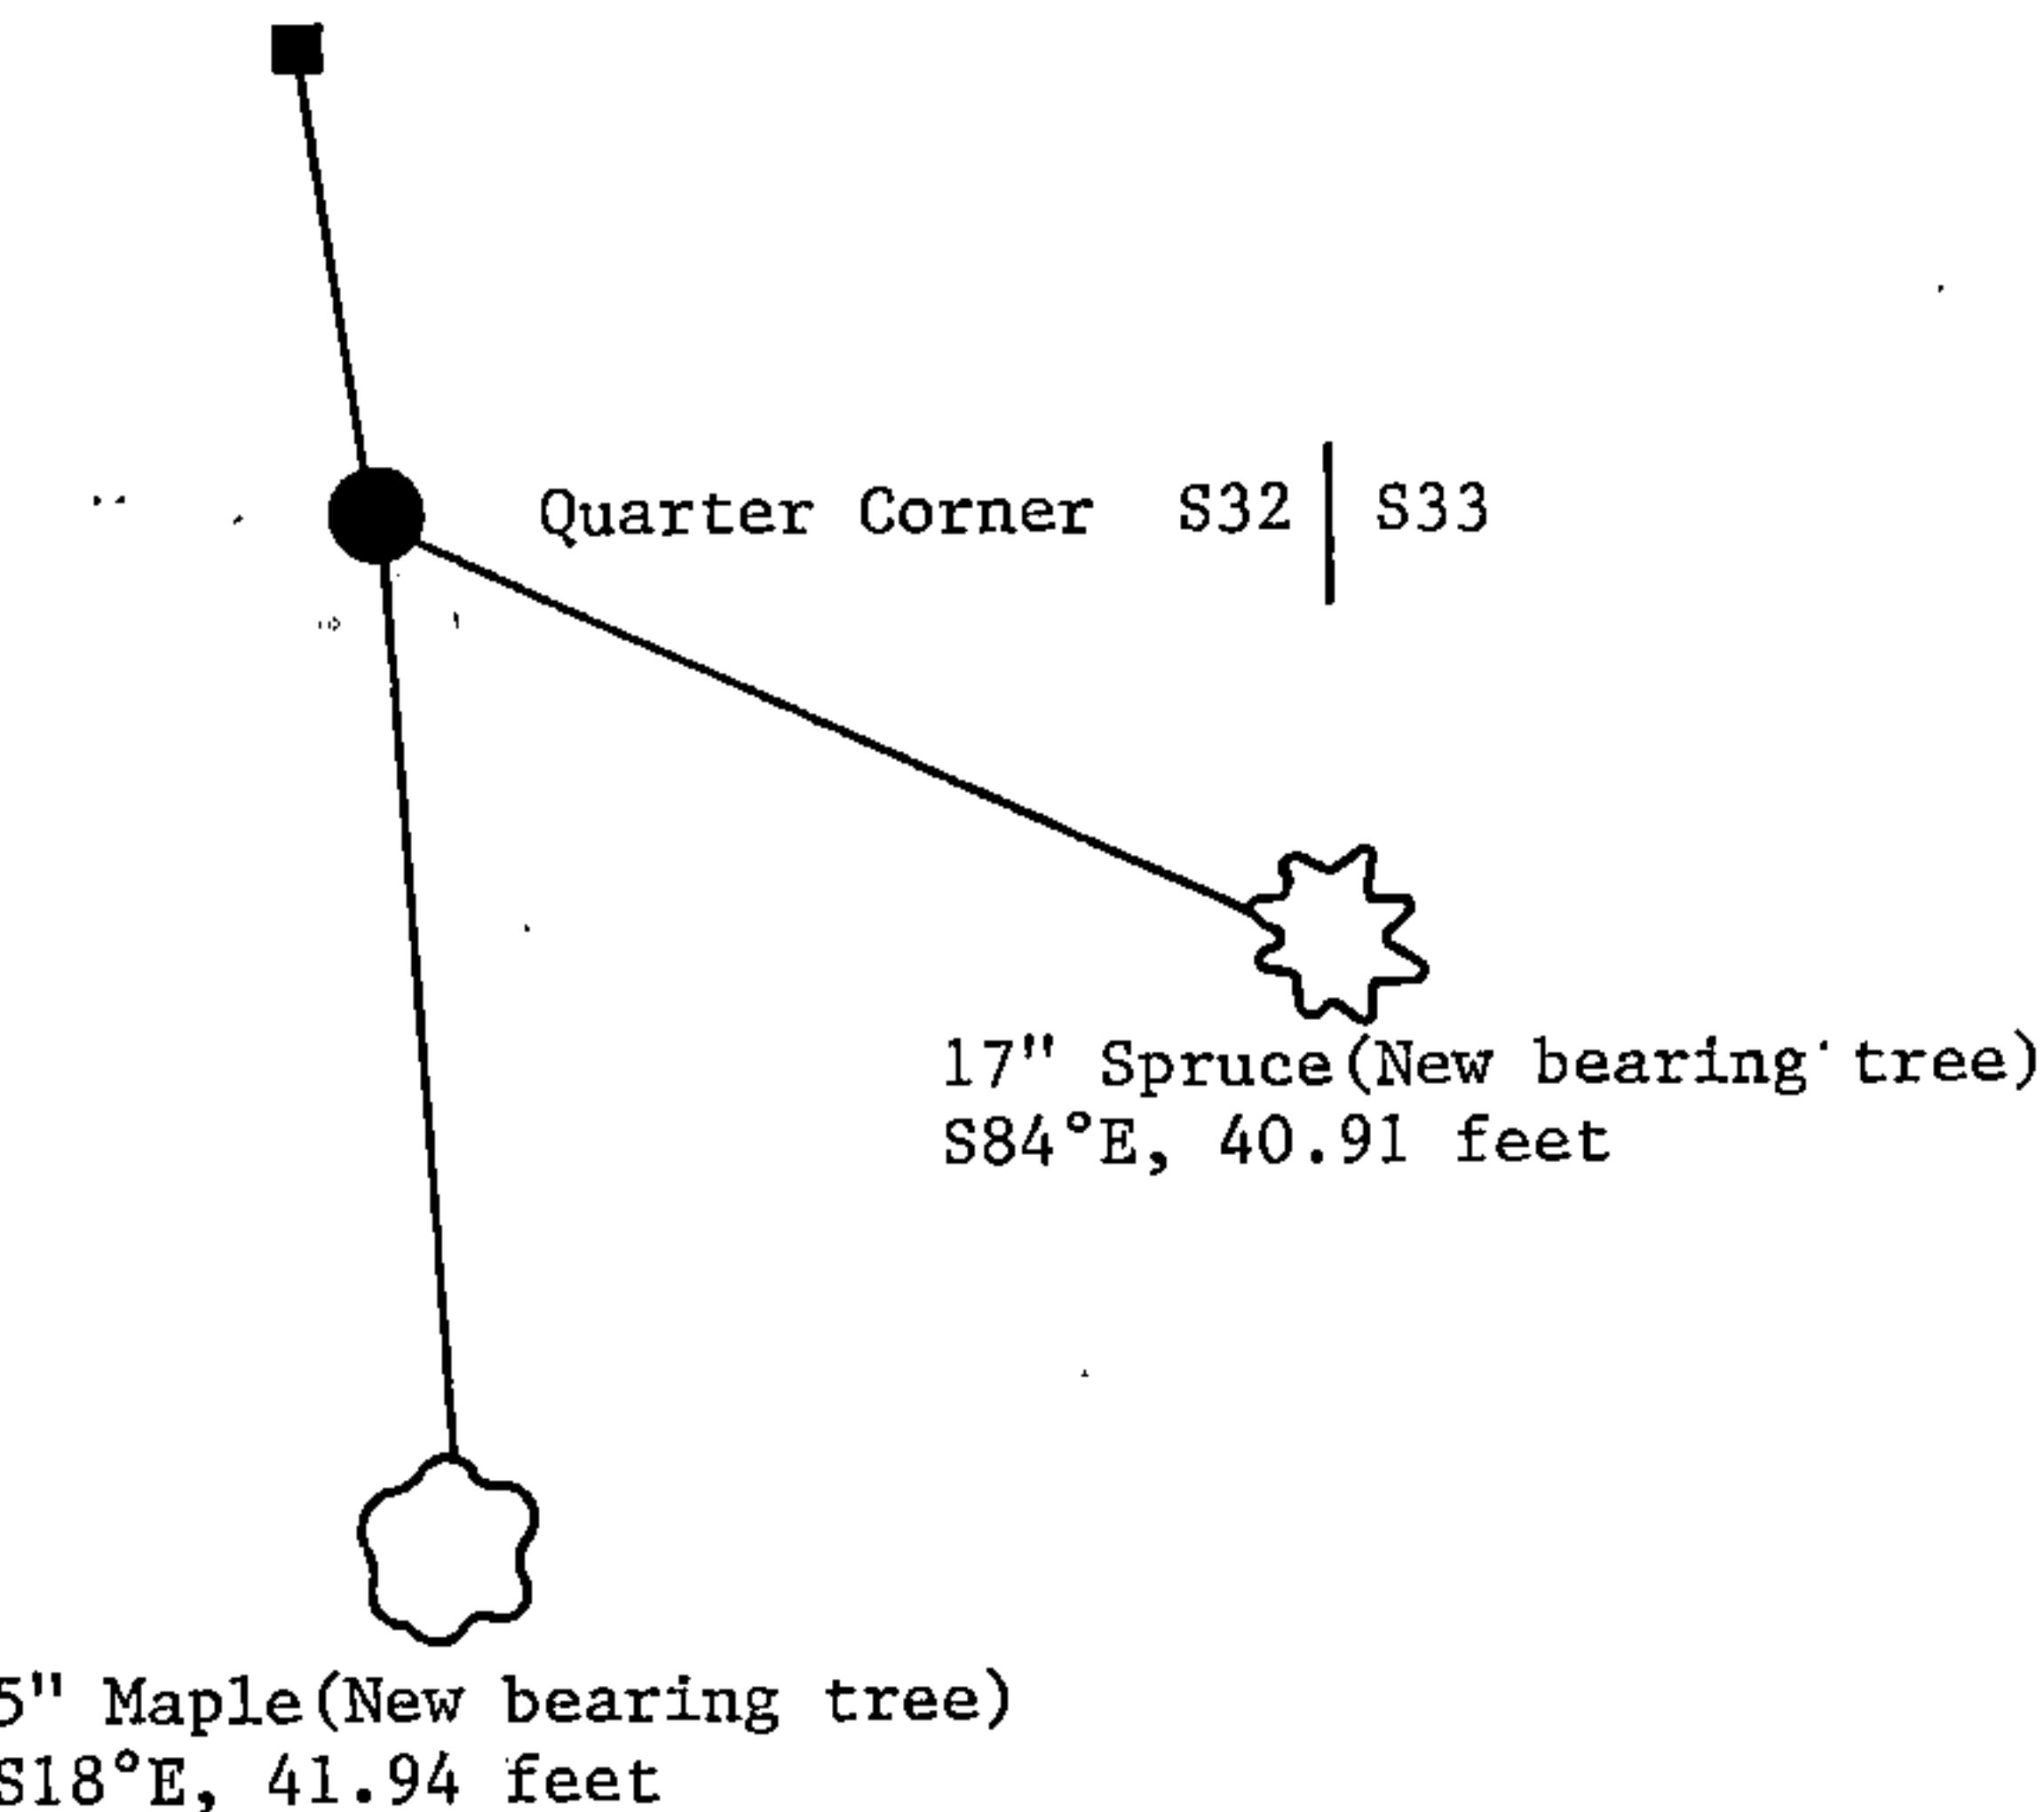 Quarter Corner S32 | S33
17" Spruce(New bearing tree)
S84°E, 40.91 feet
5" Maple(New bearing tree)
S18°E, 41.94 feet